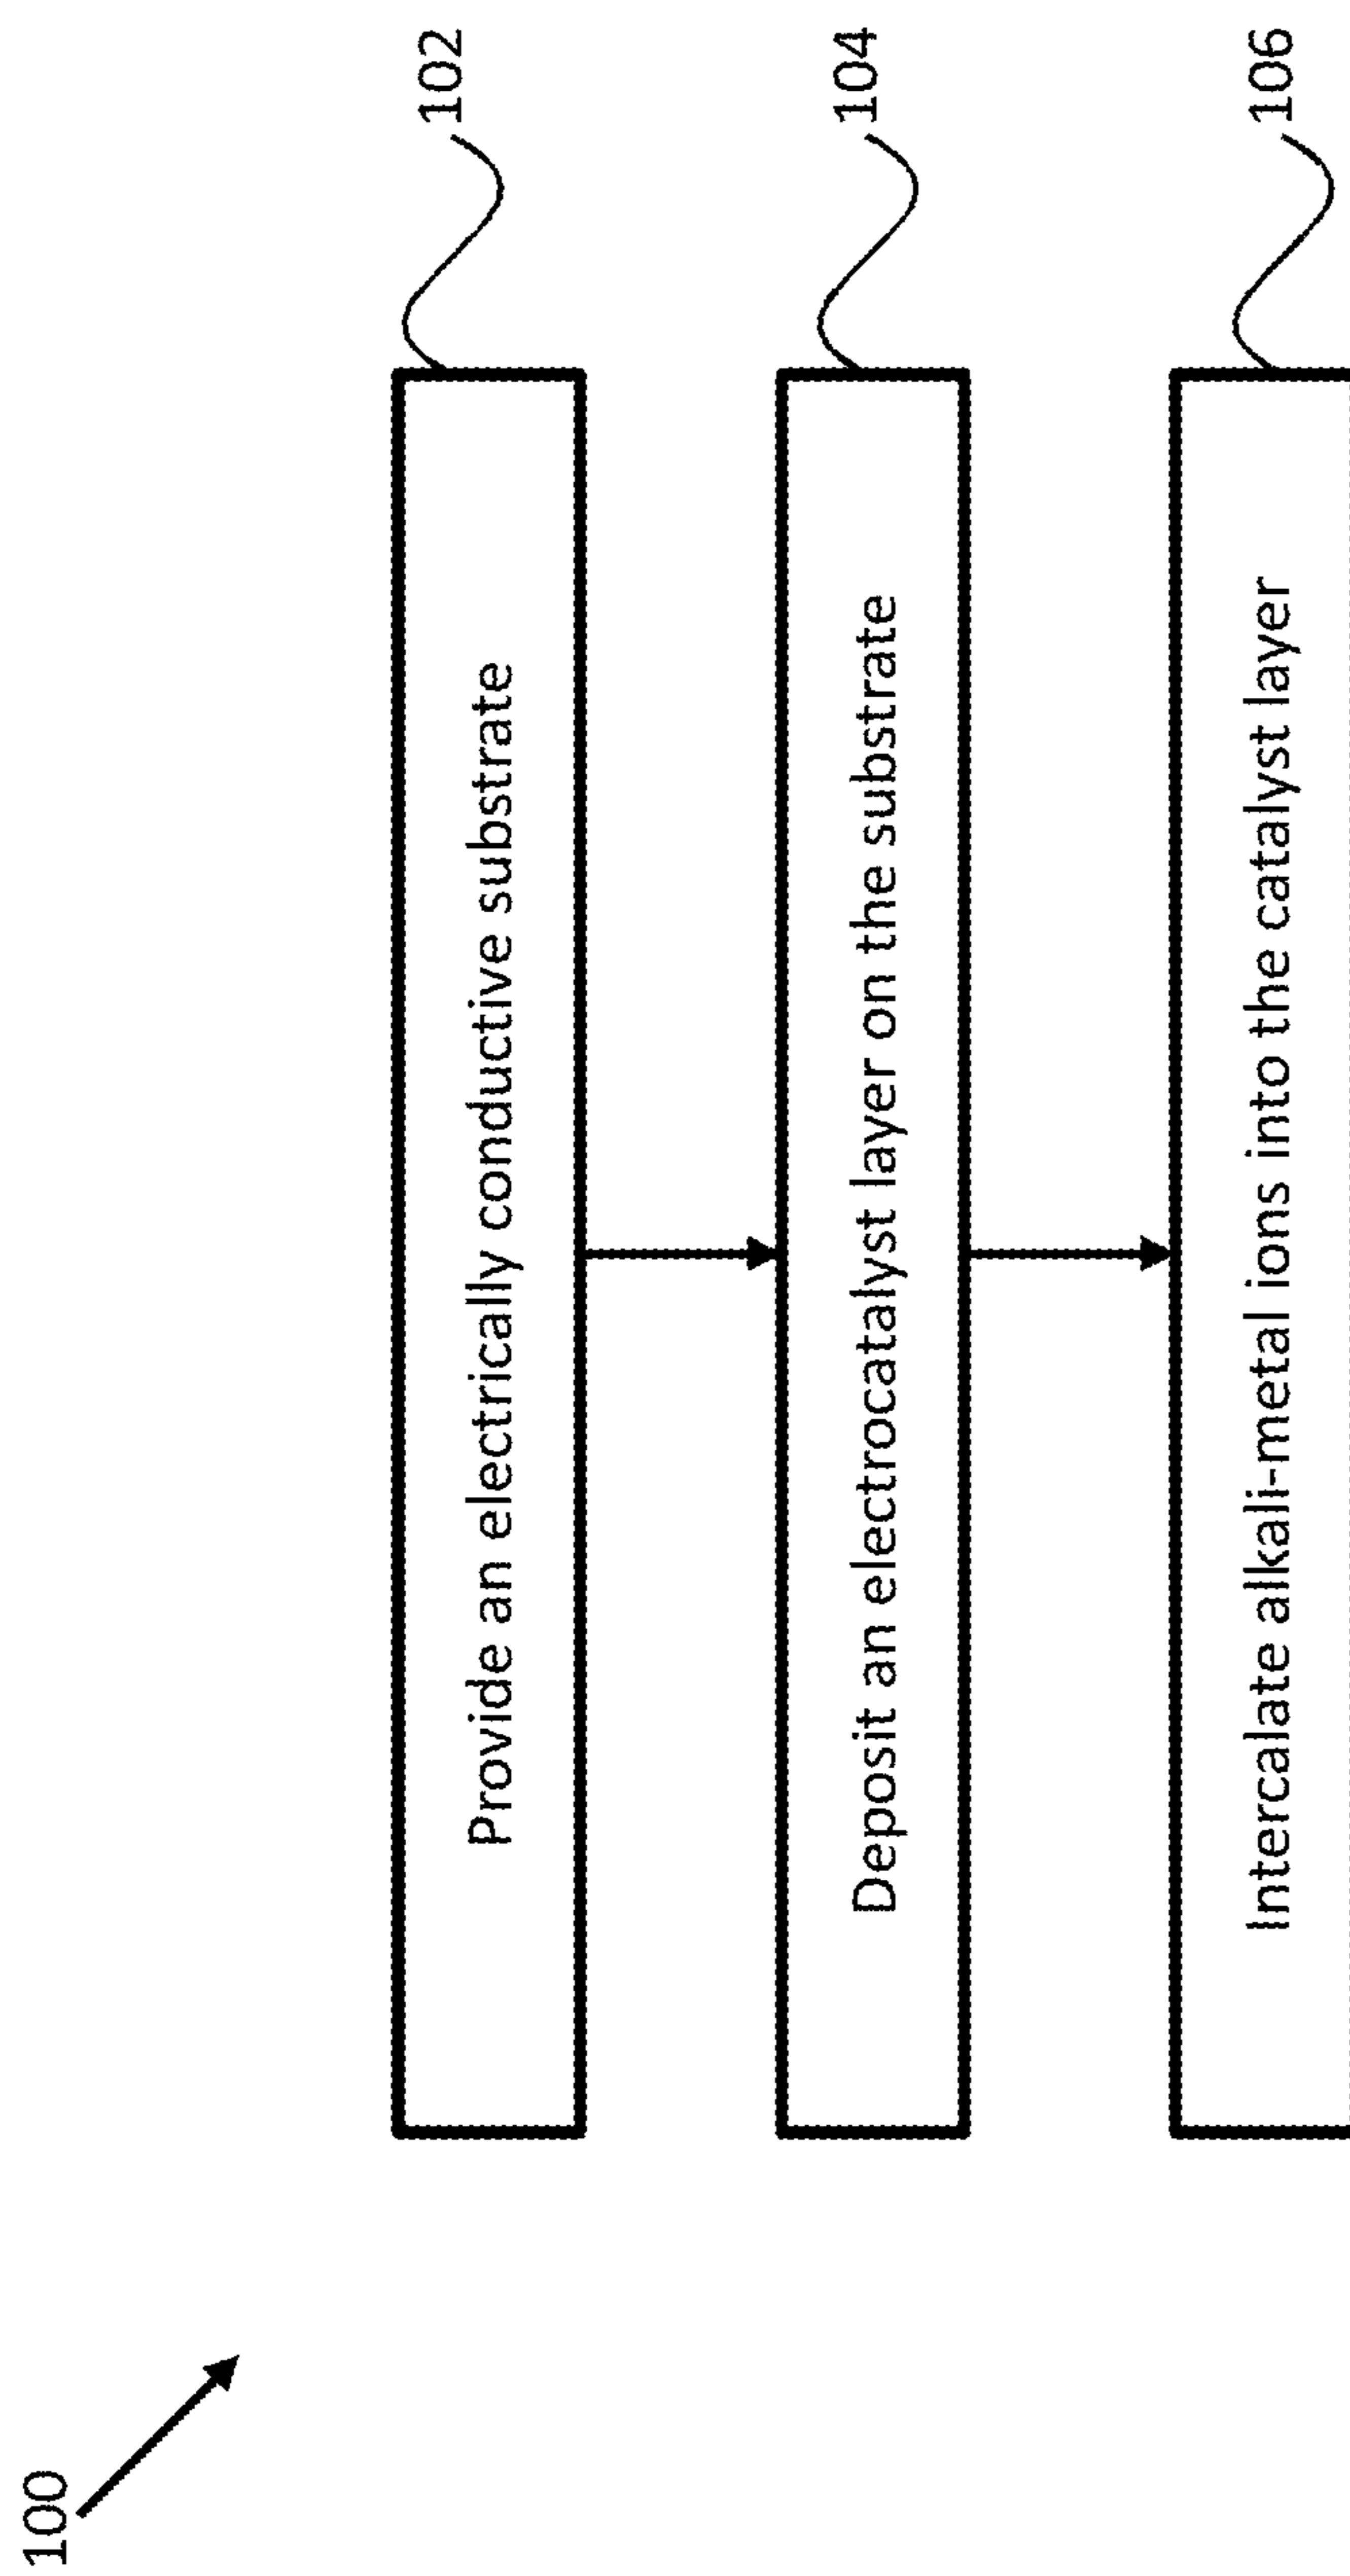 100
Provide an electrically conductive substrate
102
Deposit an electrocatalyst layer on the substrate
104
Intercalate alkali-metal ions into the catalyst layer
106